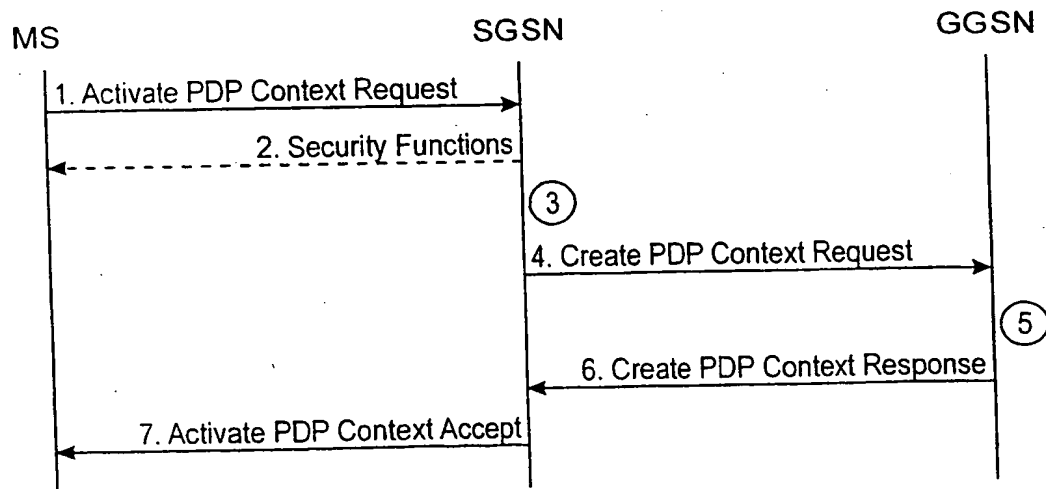 MS
SGSN
GGSN
1. Activate PDP Context Request
2. Security Functions
3
4. Create PDP Context Request
5
6. Create PDP Context Response
7. Activate PDP Context Accept